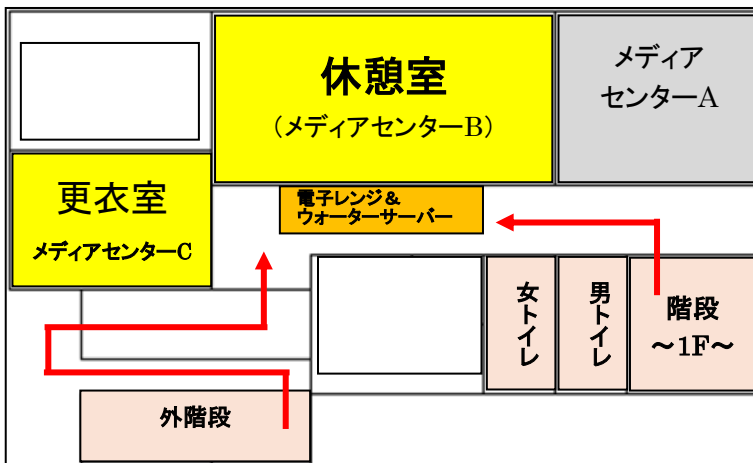 休憩室
（メディアセンターB）
メディア
センターA
更衣室
メディアセンターC
電子レンジ＆
ウォーターサーバー
女トイレ
男トイレ
階段
～1F～
外階段